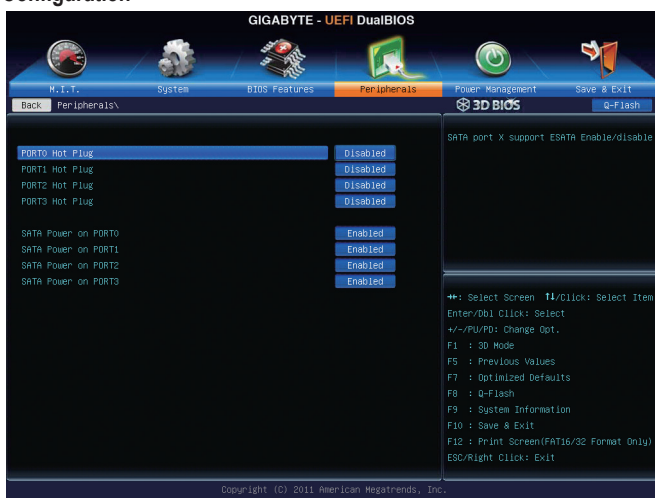 Configuration
GIGABYTE - UEFI DualBIOS
M.I.T.
System
BIOS Features
Peripherals
Power Management
Save & Exit
Back Peripherals\
3D BIOS
Q-Flash
PORT0 Hot Plug Disabled
PORT1 Hot Plug Disabled
PORT2 Hot Plug Disabled
PORT3 Hot Plug Disabled
SATA Power on PORT0 Enabled
SATA Power on PORT1 Enabled
SATA Power on PORT2 Enabled
SATA Power on PORT3 Enabled
SATA port X support ESATA Enable/disable
→←: Select Screen ↑↓/Click: Select Item
Enter/Dbl Click: Select
+/-/PU/PD: Change Opt.
F1 : 3D Mode
F5 : Previous Values
F7 : Optimized Defaults
F8 : Q-Flash
F9 : System Information
F10 : Save & Exit
F12 : Print Screen(FAT16/32 Format Only)
ESC/Right Click: Exit
Copyright (C) 2011 American Megatrends, Inc.